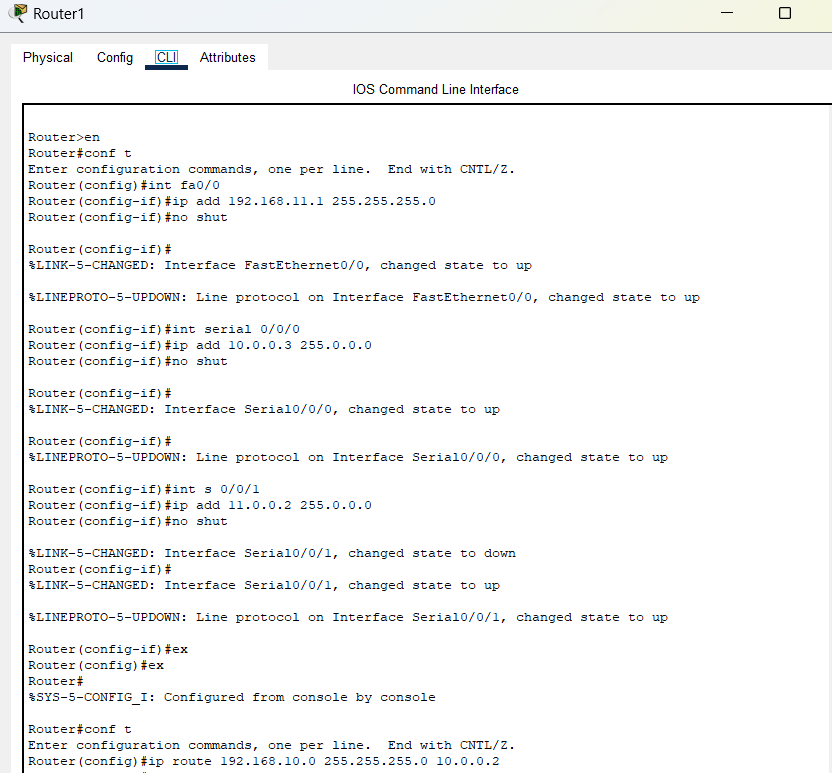 Router1
Physical Config CLI Attributes
IOS Command Line Interface
Router>en
Router#conf t
Enter configuration commands, one per line.  End with CNTL/Z.
Router(config)#int fa0/0
Router(config-if)#ip add 192.168.11.1 255.255.255.0
Router(config-if)#no shut
Router(config-if)#
%LINK-5-CHANGED: Interface FastEthernet0/0, changed state to up
%LINEPROTO-5-UPDOWN: Line protocol on Interface FastEthernet0/0, changed state to up
Router(config-if)#int serial 0/0/0
Router(config-if)#ip add 10.0.0.3 255.0.0.0
Router(config-if)#no shut
Router(config-if)#
%LINK-5-CHANGED: Interface Serial0/0/0, changed state to up
Router(config-if)#
%LINEPROTO-5-UPDOWN: Line protocol on Interface Serial0/0/0, changed state to up
Router(config-if)#int s 0/0/1
Router(config-if)#ip add 11.0.0.2 255.0.0.0
Router(config-if)#no shut
%LINK-5-CHANGED: Interface Serial0/0/1, changed state to down
Router(config-if)#
%LINK-5-CHANGED: Interface Serial0/0/1, changed state to up
%LINEPROTO-5-UPDOWN: Line protocol on Interface Serial0/0/1, changed state to up
Router(config-if)#ex
Router(config)#ex
Router#
%SYS-5-CONFIG_I: Configured from console by console
Router#conf t
Enter configuration commands, one per line.  End with CNTL/Z.
Router(config)#ip route 192.168.10.0 255.255.255.0 10.0.0.2